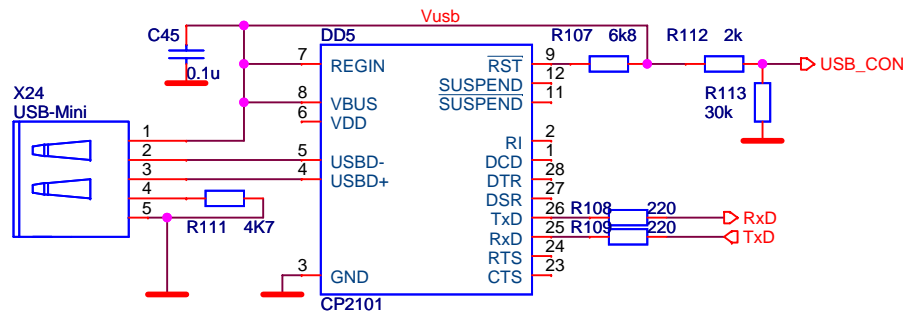 Vusb
C45
DD5
R107 6k8
R112 2k
0.1u
7 REGIN
RST 9
USB_CON
SUSPEND 12
X24
USB-Mini
8 VBUS
SUSPEND 11
R113
30k
6 VDD
1
RI 2
2
5 USBD-
DCD 1
3
4 USBD+
DTR 28
4
DSR 27
5
R111 4K7
TxD 26
R108 220
RxD
RxD 25
R109 220
TxD
RTS 24
3 GND
CTS 23
CP2101